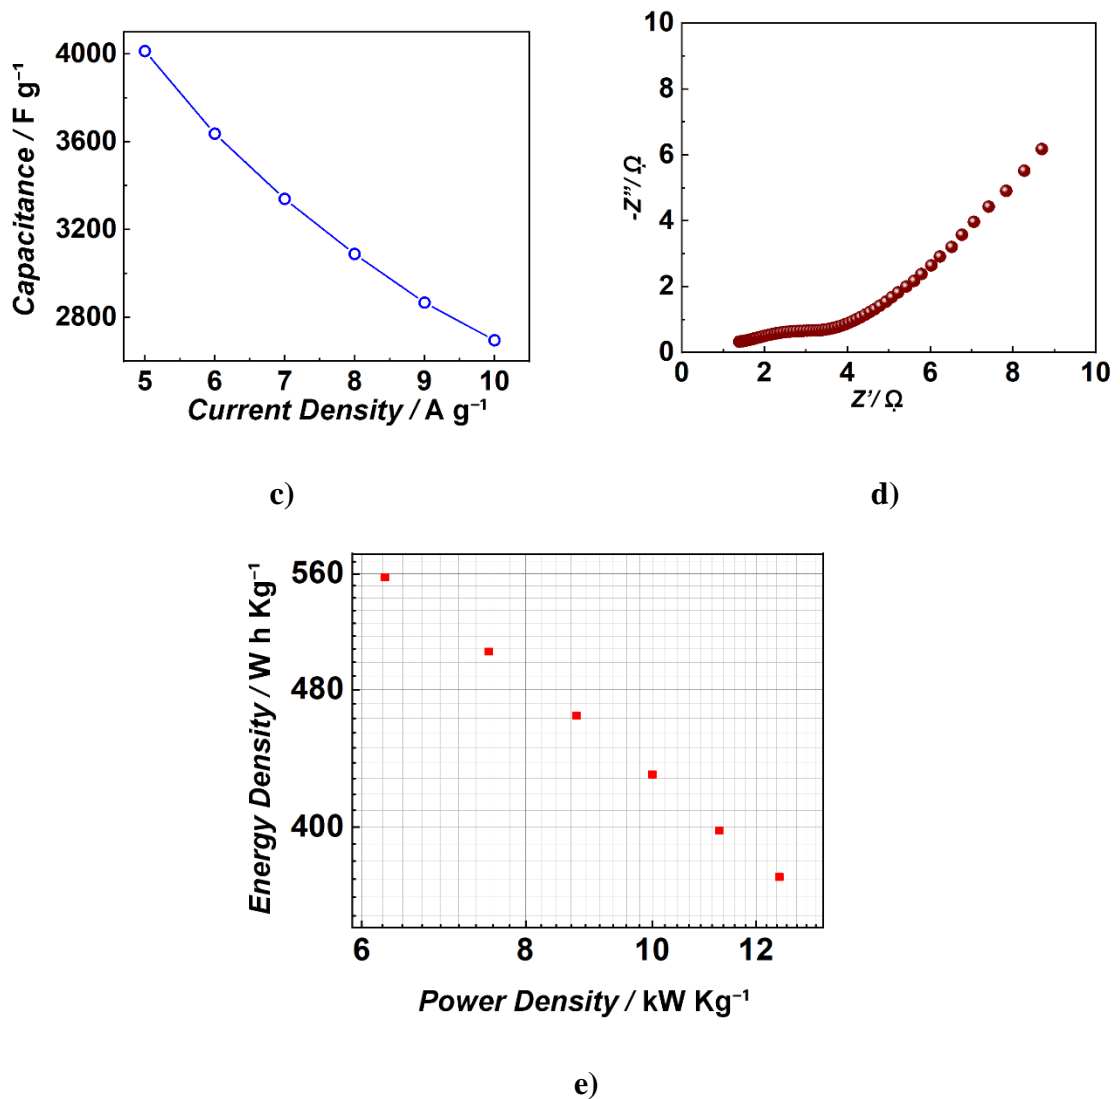 4000
3600
3200
2800
Capacitance / F g⁻¹
5 6 7 8 9 10
Current Density / A g⁻¹
c)
10
8
6
4
2
0
-Z''/ Ω
0 2 4 6 8 10
Z'/ Ω
d)
560
480
400
Energy Density / W h Kg⁻¹
6 8 10 12
Power Density / kW Kg⁻¹
e)